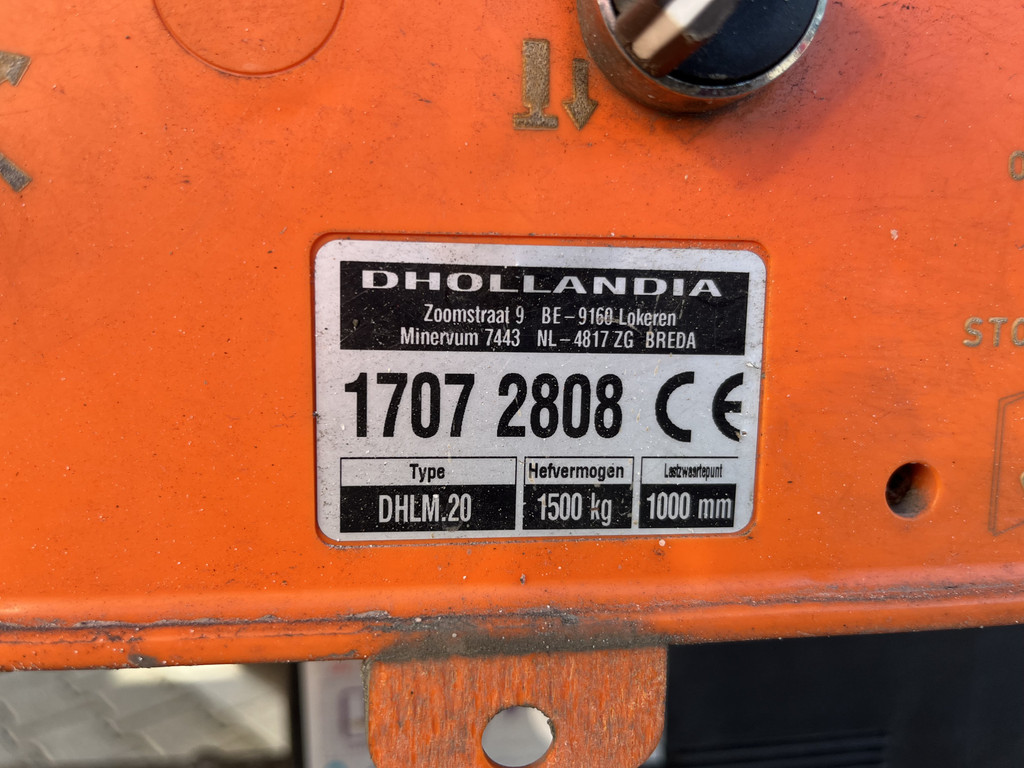 DHOLLANDIA
Zoomstraat 9 BE-9160 Lokeren
Minervum 7443 NL-4817 ZG BREDA
1707 2808 CE
Type Hefvermogen Lastzwaartepunt
DHLM.20 1500 kg 1000 mm